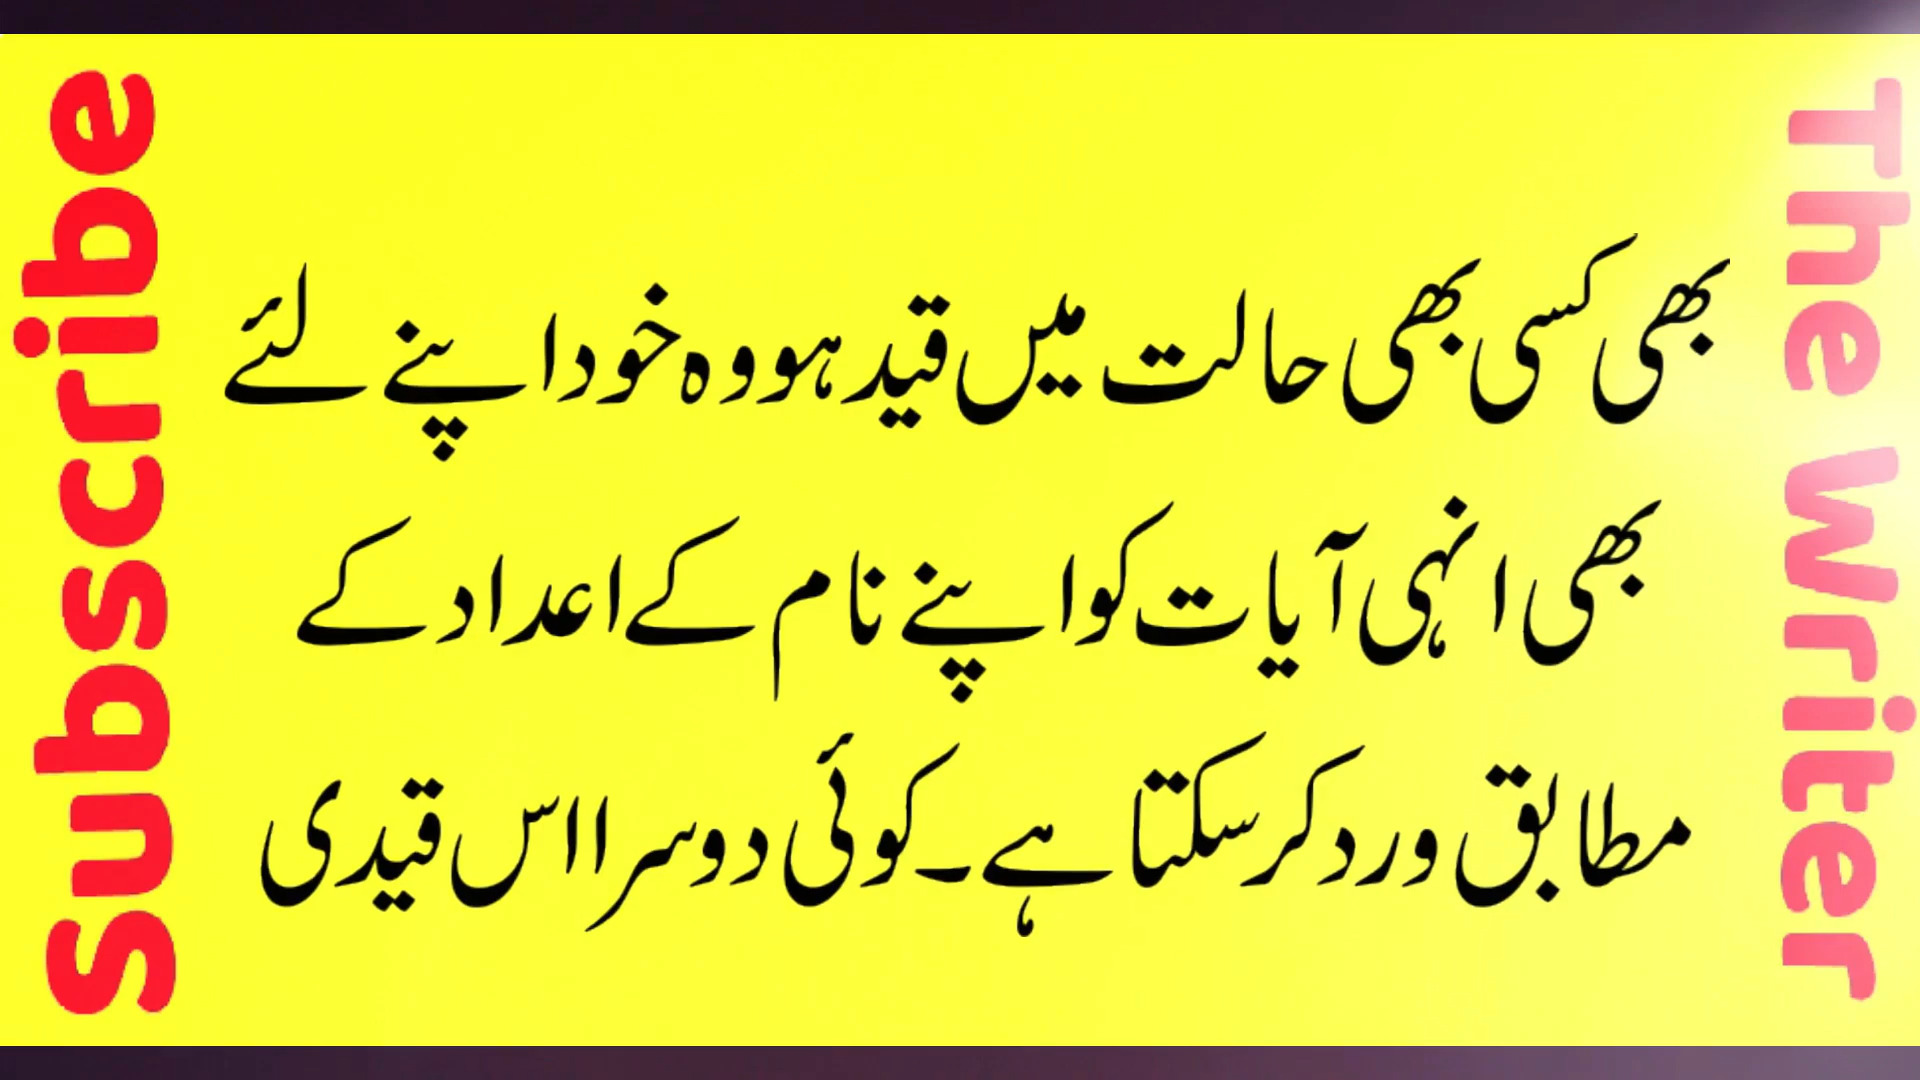 Subscribe
بھی کسی بھی حالت میں قید ہو وہ خود اپنے لئے
بھی انہی آیات کو اپنے نام کے اعداد کے
مطابق ورد کر سکتا ہے۔ کوئی دوسرا اس قیدی
The Writer